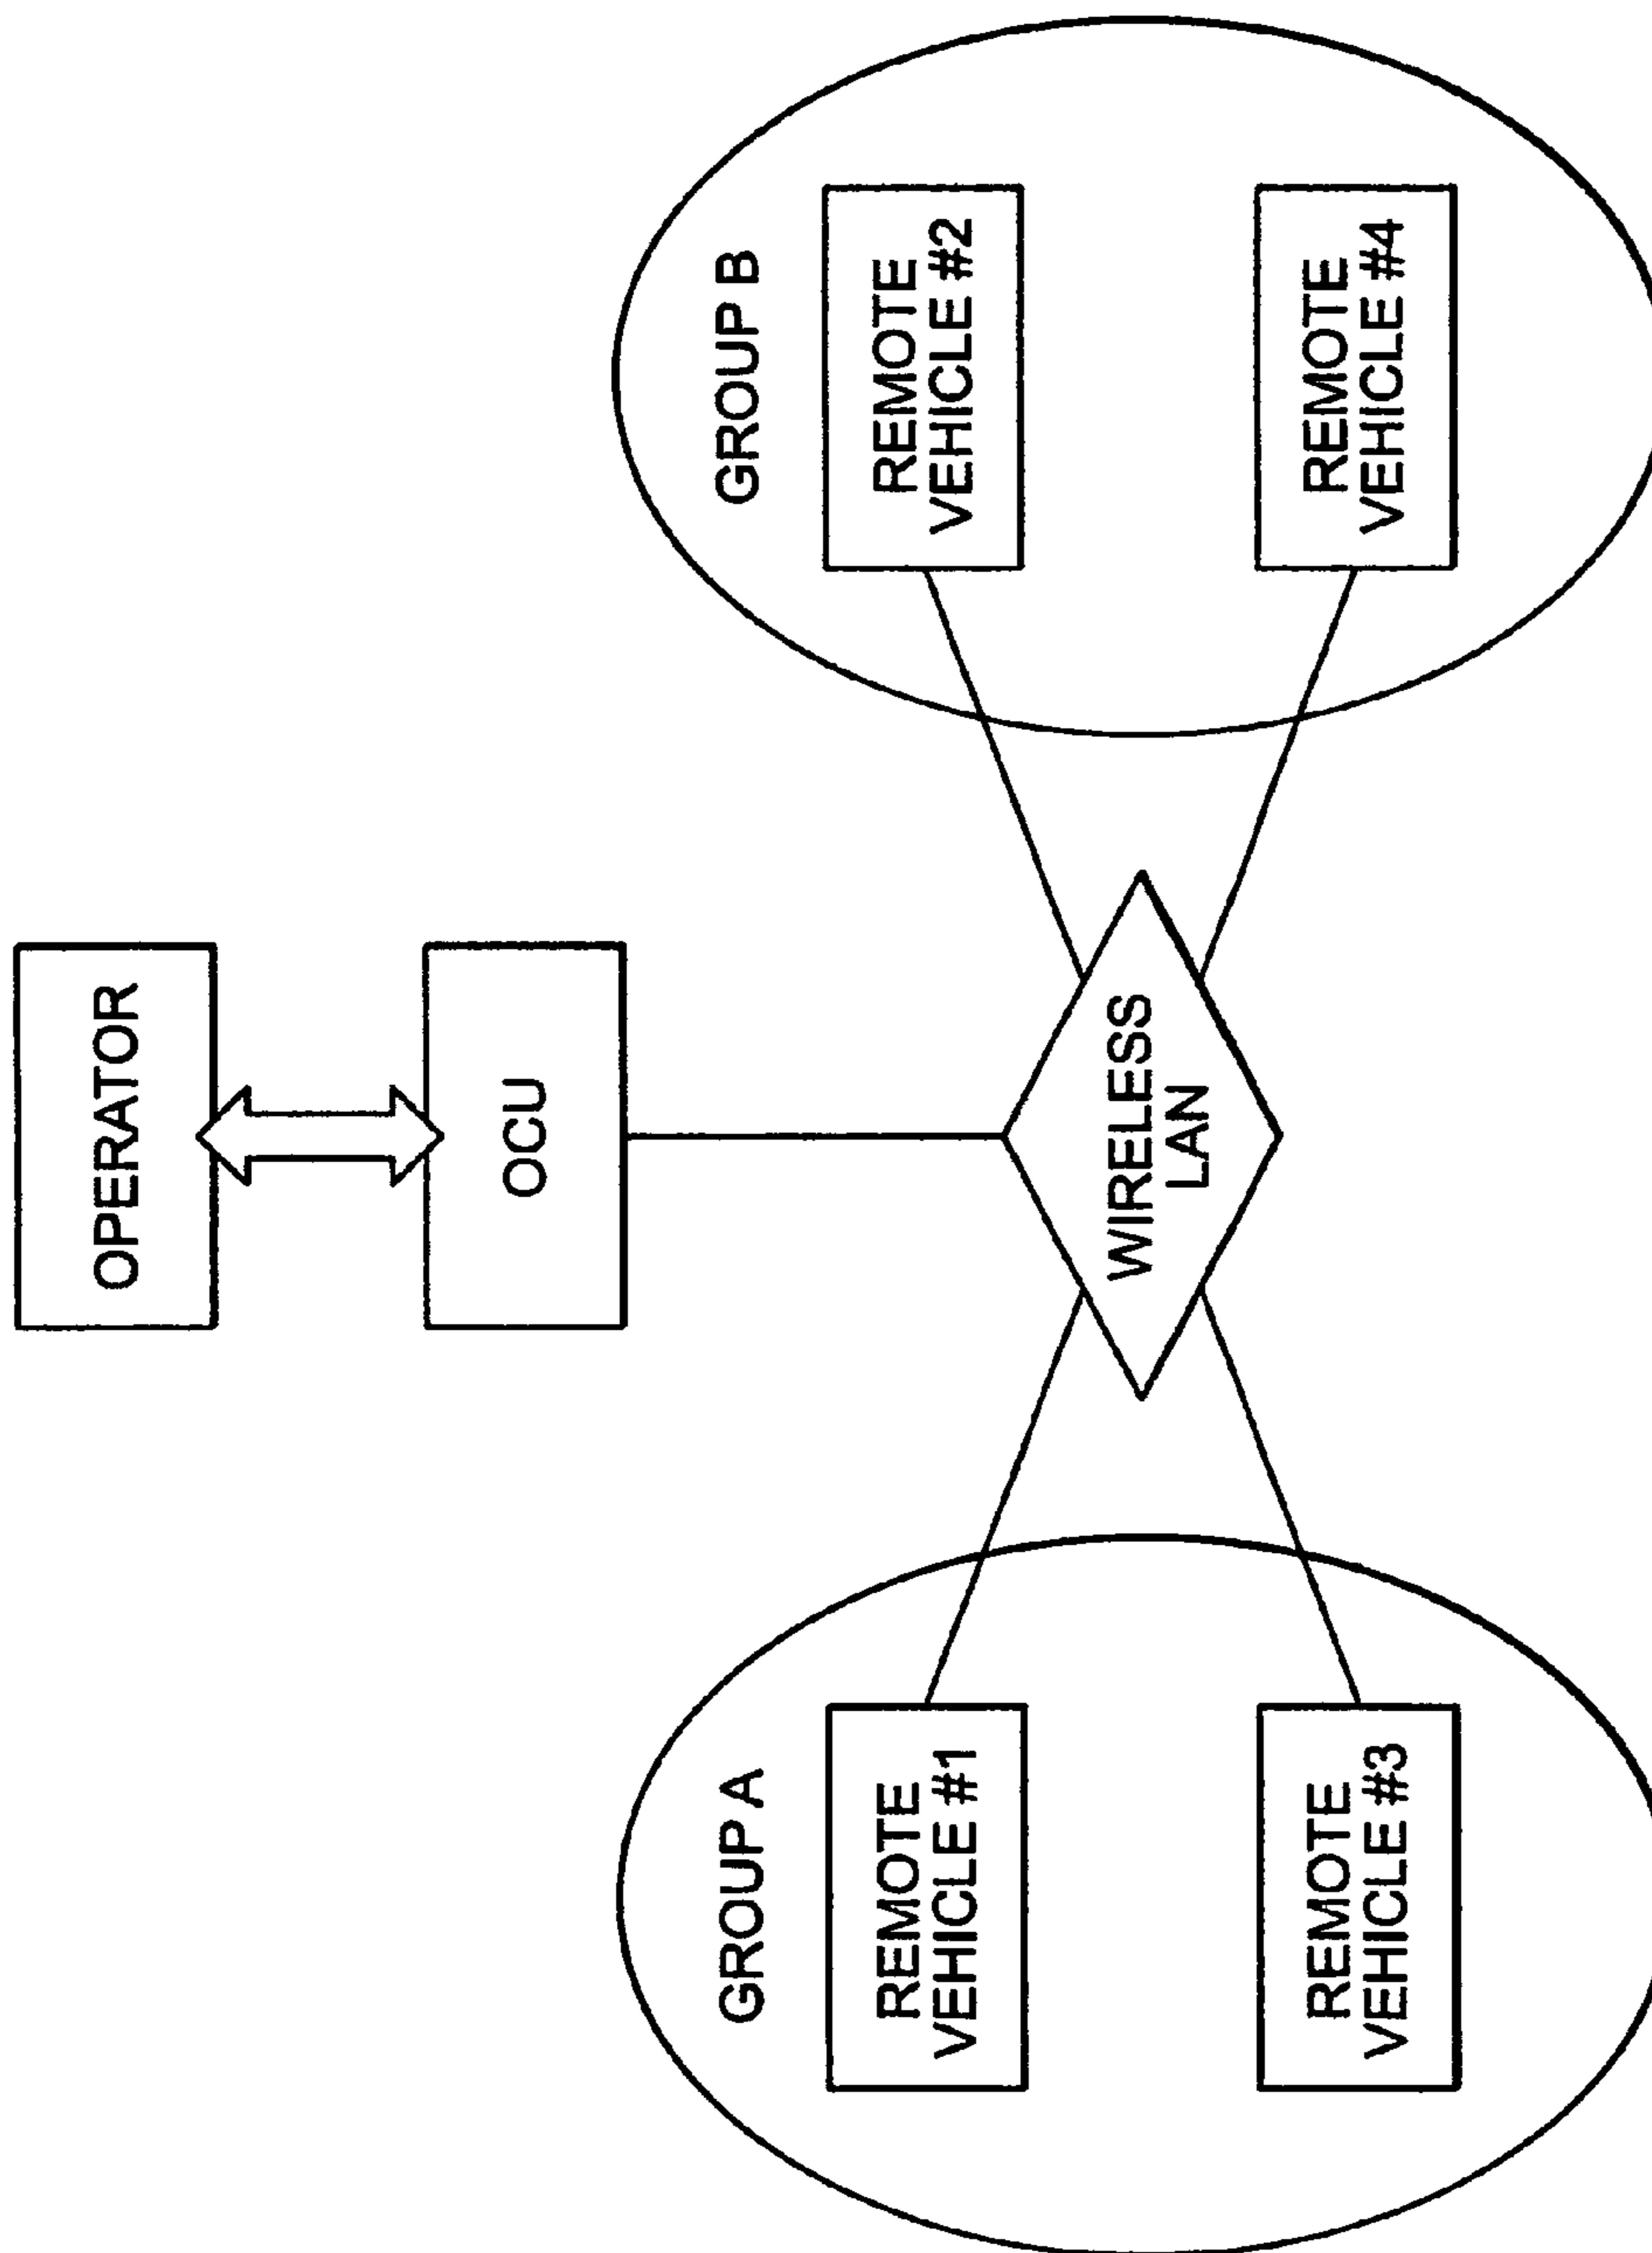 OPERATOR
OCU
WIRELESS
LAN
GROUP A
REMOTE
VEHICLE #1
REMOTE
VEHICLE #3
GROUP B
REMOTE
VEHICLE #2
REMOTE
VEHICLE #4